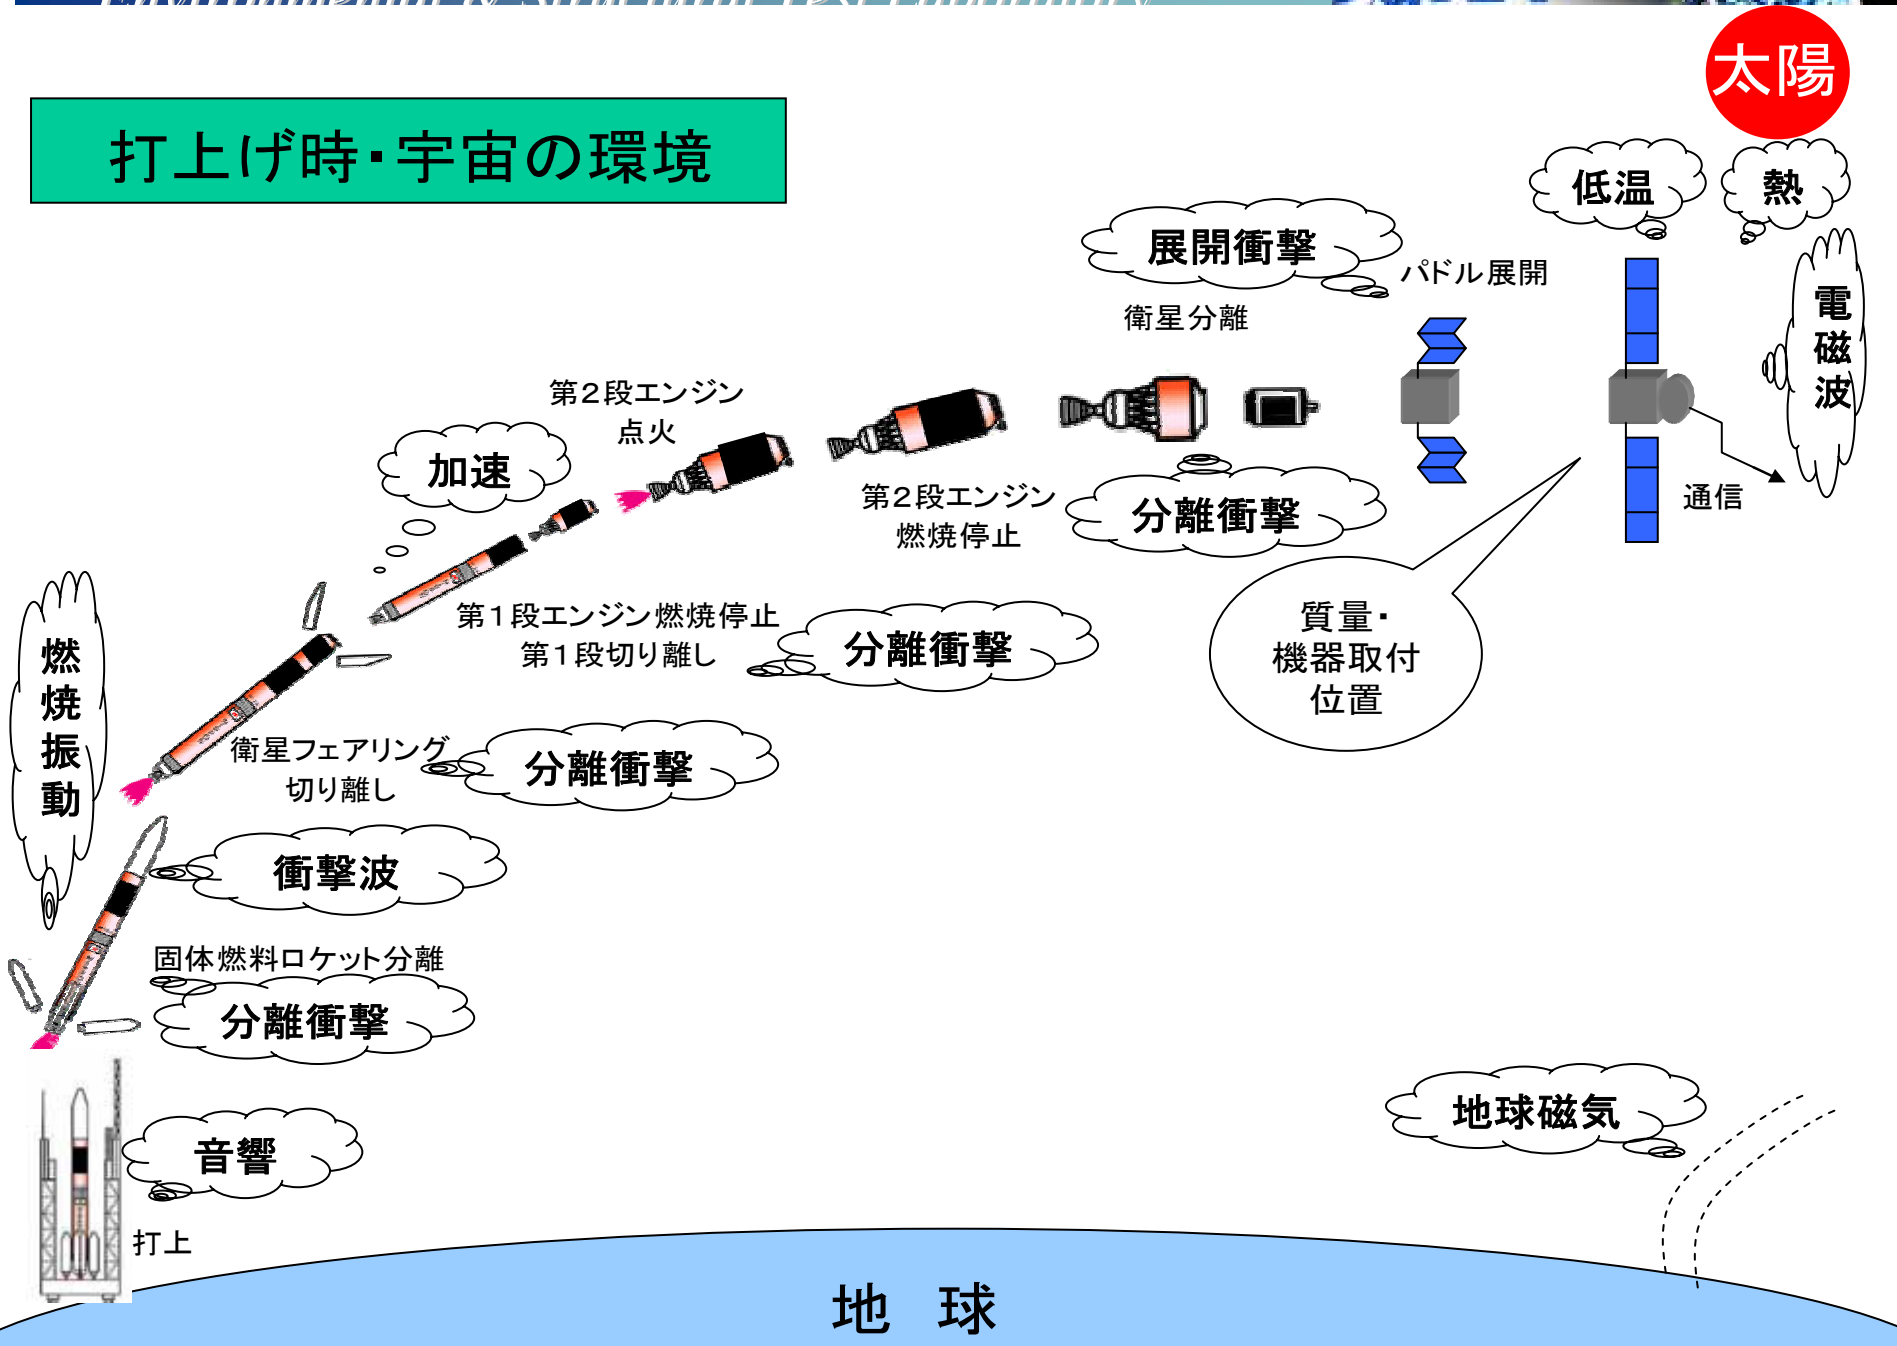 太陽
打上げ時・宇宙の環境
低温
熱
電磁波
展開衝撃
パドル展開
衛星分離
第2段エンジン
点火
加速
第2段エンジン
燃焼停止
分離衝撃
通信
質量・
機器取付
位置
第1段エンジン燃焼停止
第1段切り離し
分離衝撃
燃焼振動
衛星フェアリング
切り離し
分離衝撃
衝撃波
固体燃料ロケット分離
分離衝撃
地球磁気
音響
打上
地 球